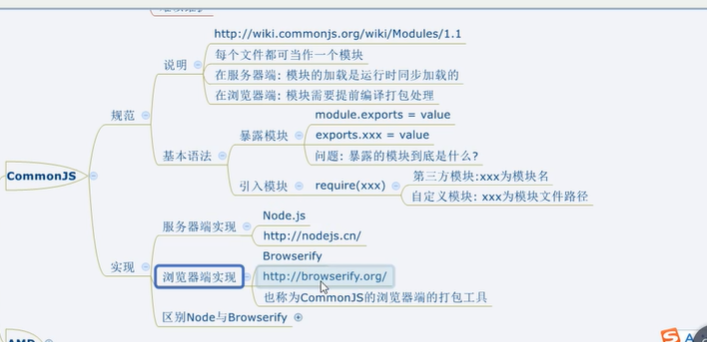 http://wiki.commonjs.org/wiki/Modules/1.1
说明
每个文件都可当作一个模块
在服务器端: 模块的加载是运行时同步加载的
在浏览器端: 模块需要提前编译打包处理
规范
module.exports = value
暴露模块
exports.xxx = value
基本语法
问题: 暴露的模块到底是什么?
引入模块
require(xxx)
第三方模块:xxx为模块名
自定义模块: xxx为模块文件路径
CommonJS
Node.js
服务器端实现
http://nodejs.cn/
实现
Browserify
浏览器端实现
http://browserify.org/
也称为CommonJS的浏览器端的打包工具
区别Node与Browserify